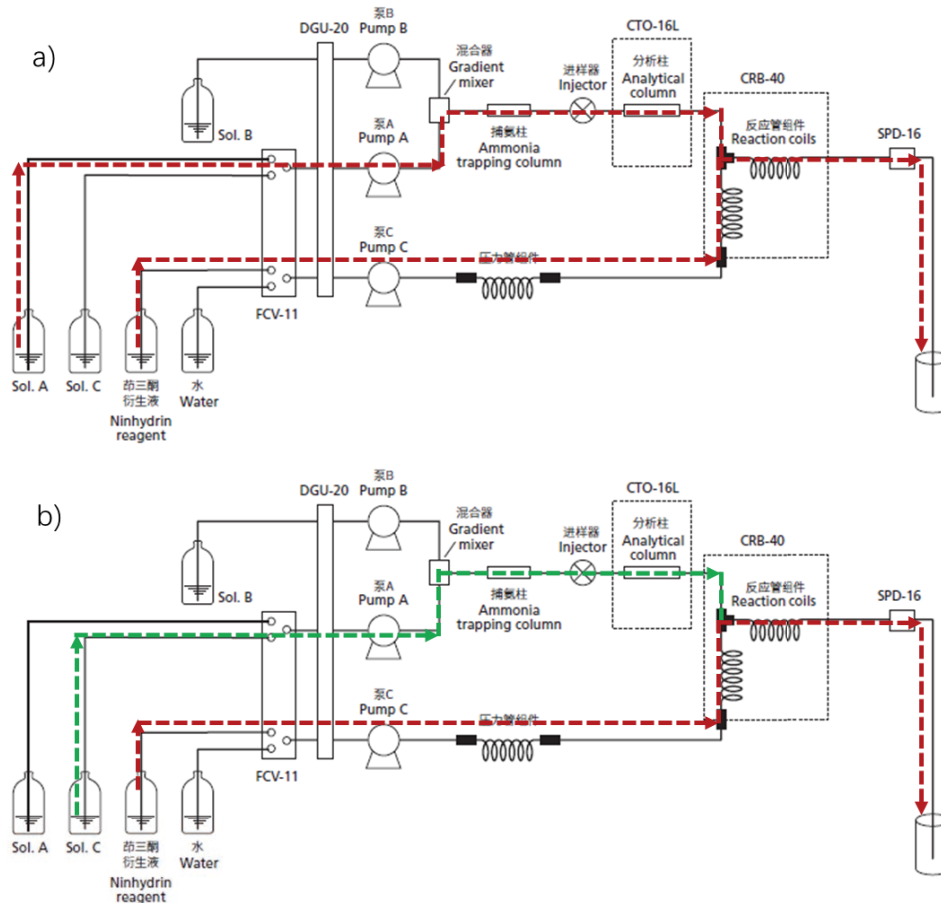 a)
泵B
DGU-20 Pump B
混合器
Gradient
mixer
进样器
Injector
CTO-16L
分析柱
Analytical
column
CRB-40
反应管组件
Reaction coils
SPD-16
Sol. B
泵A
Pump A
捕氨柱
Ammonia
trapping column
泵C
Pump C
压力管组件
FCV-11
Sol. A
Sol. C
茚三酮
衍生液
Ninhydrin
reagent
水
Water
b)
泵B
DGU-20 Pump B
混合器
Gradient
mixer
进样器
Injector
CTO-16L
分析柱
Analytical
column
CRB-40
反应管组件
Reaction coils
SPD-16
Sol. B
泵A
Pump A
捕氨柱
Ammonia
trapping column
泵C
Pump C
压力管组件
FCV-11
Sol. A
Sol. C
茚三酮
衍生液
Ninhydrin
reagent
水
Water